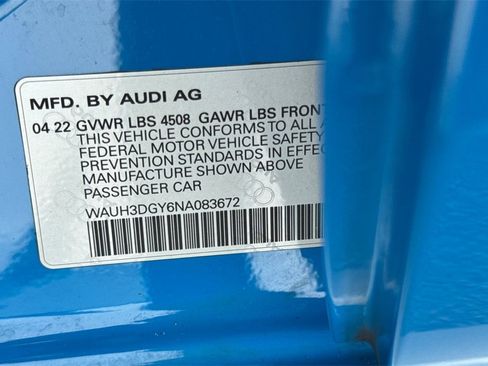 MFD. BY AUDI AG
04 22 GVWR LBS 4508 GAWR LBS FRONT
THIS VEHICLE CONFORMS TO ALL
FEDERAL MOTOR VEHICLE SAFETY
PREVENTION STANDARDS IN EFFEC
MANUFACTURE SHOWN ABOVE
PASSENGER CAR
WAUH3DGY6NA083672